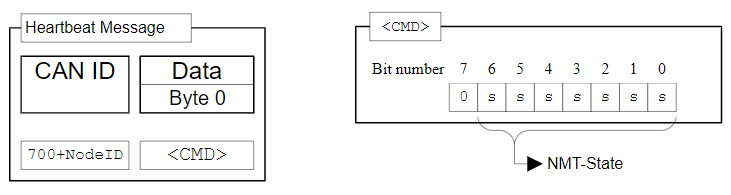 Heartbeat Message
CAN ID
Data
Byte 0
700+NodeID
<CMD>
<CMD>
Bit number 7 6 5 4 3 2 1 0
0 s s s s s s s
NMT-State